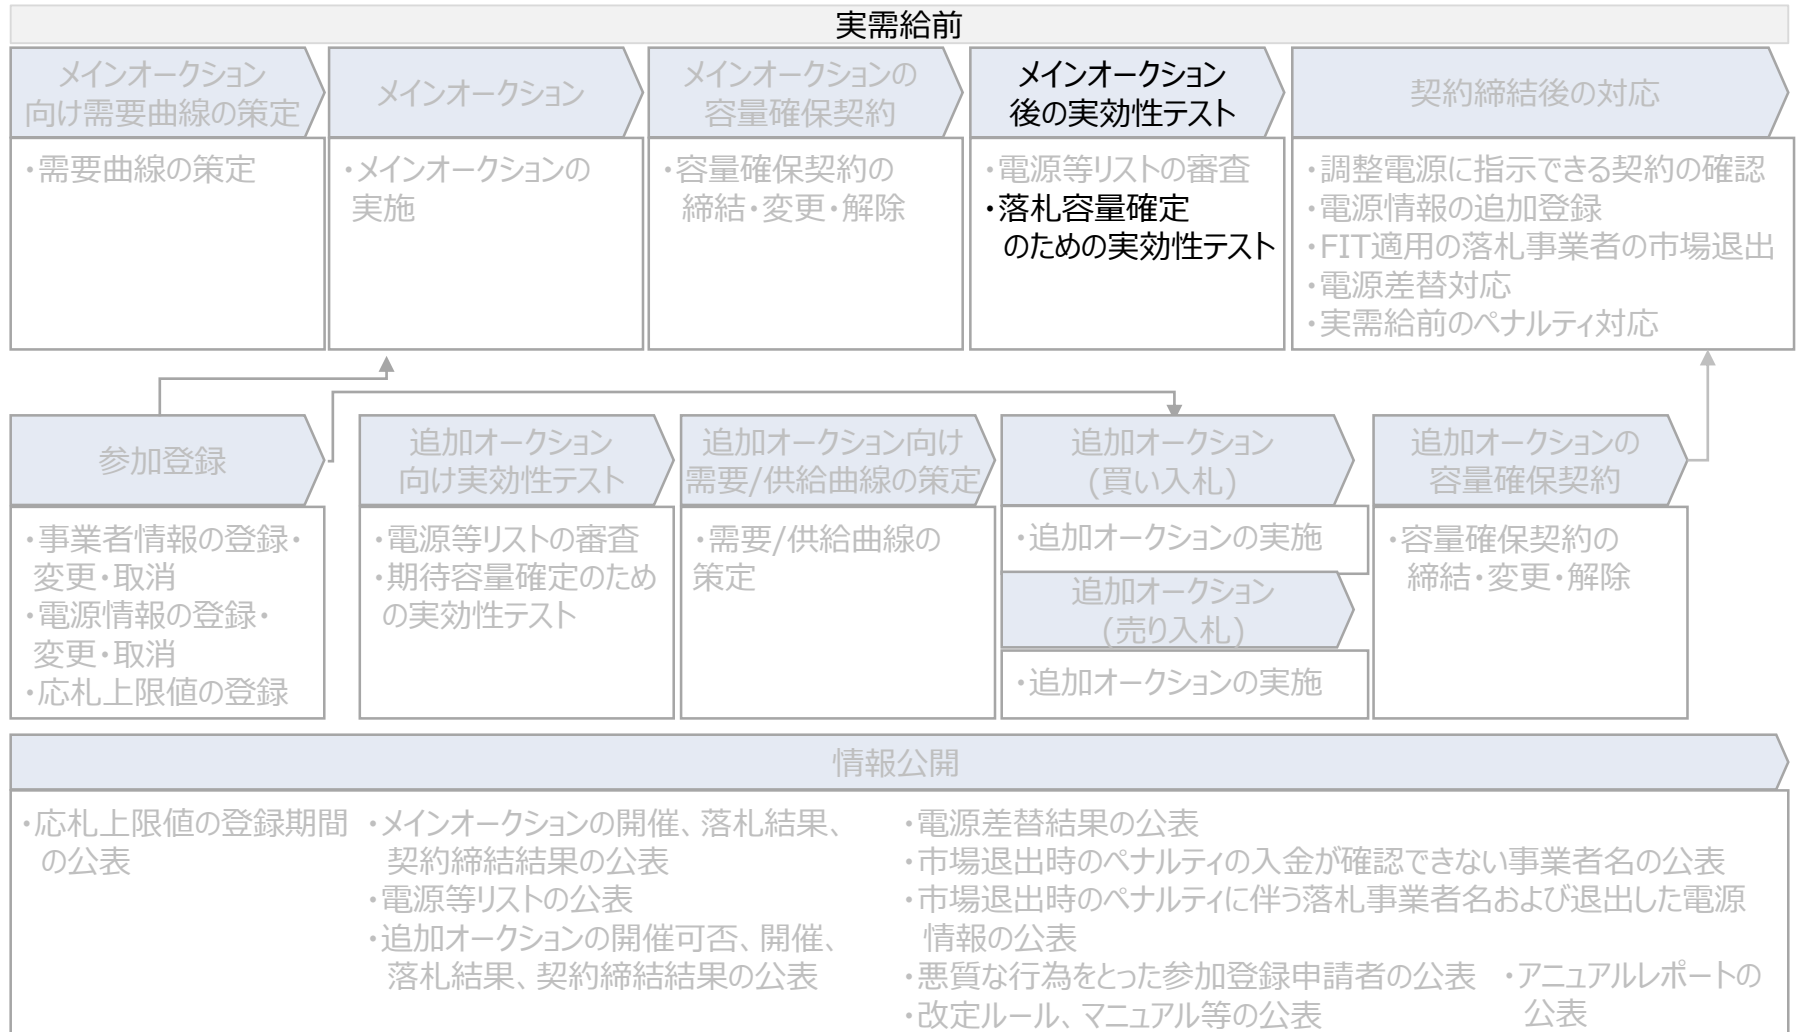 実需給前
メインオークション
向け需要曲線の策定
メインオークション
メインオークションの
容量確保契約
メインオークション
後の実効性テスト
契約締結後の対応
・需要曲線の策定
・メインオークションの
実施
・容量確保契約の
締結・変更・解除
・電源等リストの審査
・落札容量確定
のための実効性テスト
・調整電源に指示できる契約の確認
・電源情報の追加登録
・FIT適用の落札事業者の市場退出
・電源差替対応
・実需給前のペナルティ対応
参加登録
追加オークション
向け実効性テスト
追加オークション向け
需要/供給曲線の策定
追加オークション
(買い入札)
追加オークションの
容量確保契約
・事業者情報の登録・
変更・取消
・電源情報の登録・
変更・取消
・応札上限値の登録
・電源等リストの審査
・期待容量確定のため
の実効性テスト
・需要/供給曲線の
策定
・追加オークションの実施
追加オークション
(売り入札)
・追加オークションの実施
・容量確保契約の
締結・変更・解除
情報公開
・応札上限値の登録期間
の公表
・メインオークションの開催、落札結果、
契約締結結果の公表
・電源等リストの公表
・追加オークションの開催可否、開催、
落札結果、契約締結結果の公表
・電源差替結果の公表
・市場退出時のペナルティの入金が確認できない事業者名の公表
・市場退出時のペナルティに伴う落札事業者名および退出した電源
情報の公表
・悪質な行為をとった参加登録申請者の公表
・改定ルール、マニュアル等の公表
・アニュアルレポートの
公表